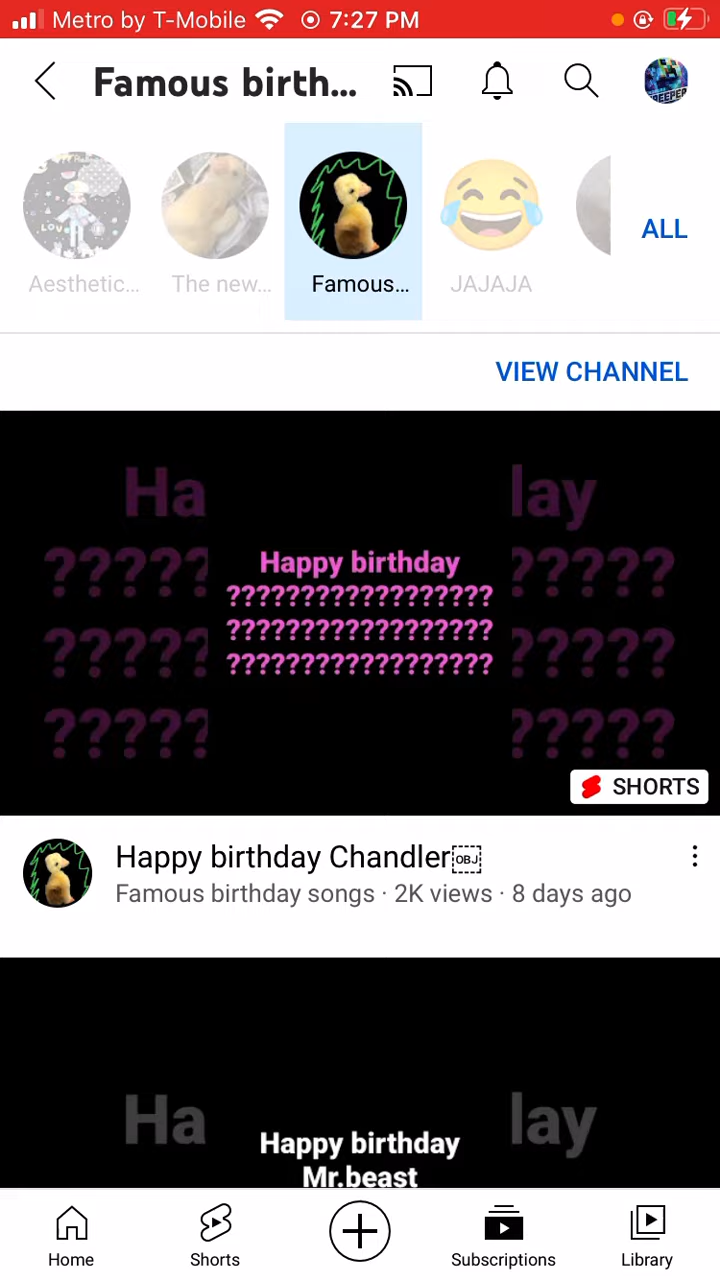 Metro by T-Mobile 7:27 PM
Famous birth...
ALL
Aesthetic... The new... Famous... JAJAJA
VIEW CHANNEL
Ha lay
Happy birthday
????? ?????????????????? ?????
????? ?????????????????? ?????
????? ?????????????????? ?????
SHORTS
Happy birthday Chandler OBJ
Famous birthday songs · 2K views · 8 days ago
Ha lay
Happy birthday
Mr.beast
Home Shorts Subscriptions Library